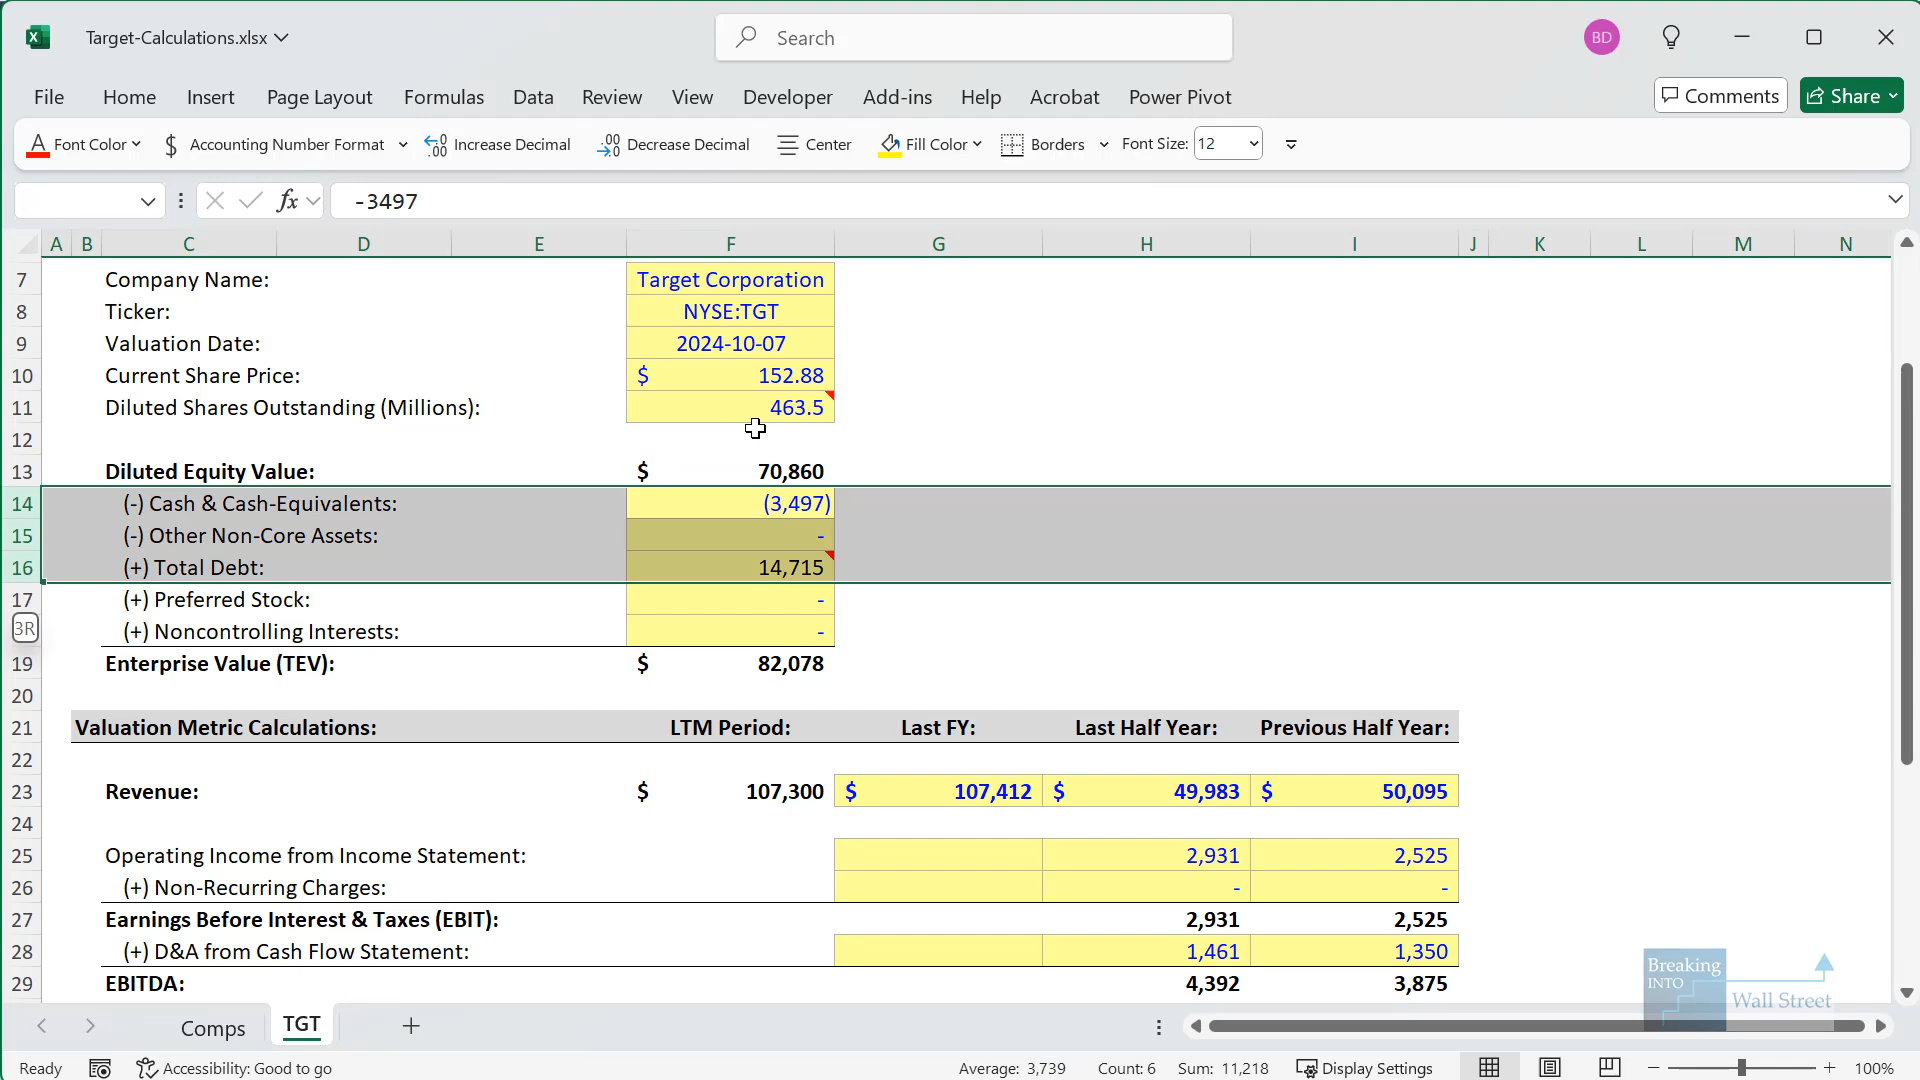 Target-Calculations.xlsx
Search
BD
File Home Insert Page Layout Formulas Data Review View Developer Add-ins Help Acrobat Power Pivot Comments Share
A Font Color $ Accounting Number Format Increase Decimal Decrease Decimal Center Fill Color Borders Font Size: 12
fx -3497
A B C D E F G H I J K L M N
7 Company Name: Target Corporation
8 Ticker: NYSE:TGT
9 Valuation Date: 2024-10-07
10 Current Share Price: $ 152.88
11 Diluted Shares Outstanding (Millions): 463.5
12
13 Diluted Equity Value: $ 70,860
14 (-) Cash & Cash-Equivalents: (3,497)
15 (-) Other Non-Core Assets: -
16 (+) Total Debt: 14,715
17 (+) Preferred Stock: -
3R (+) Noncontrolling Interests: -
19 Enterprise Value (TEV): $ 82,078
20
21 Valuation Metric Calculations: LTM Period: Last FY: Last Half Year: Previous Half Year:
22
23 Revenue: $ 107,300 $ 107,412 $ 49,983 $ 50,095
24
25 Operating Income from Income Statement: 2,931 2,525
26 (+) Non-Recurring Charges: - -
27 Earnings Before Interest & Taxes (EBIT): 2,931 2,525
28 (+) D&A from Cash Flow Statement: 1,461 1,350
29 EBITDA: 4,392 3,875
Breaking
INTO
Wall Street
Comps TGT
Ready Accessibility: Good to go Average: 3,739 Count: 6 Sum: 11,218 Display Settings 100%